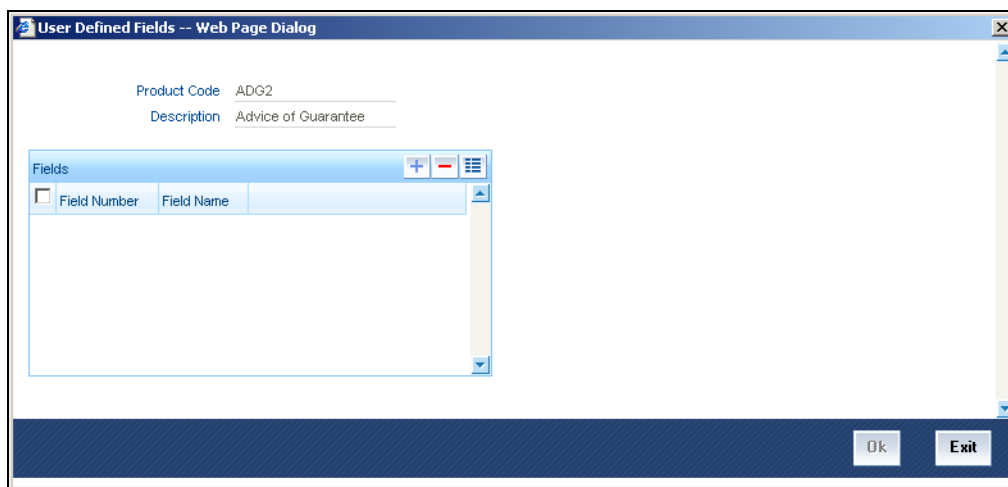 User Defined Fields -- Web Page Dialog
Product Code ADG2
Description Advice of Guarantee
Fields
Field Number Field Name
Ok Exit